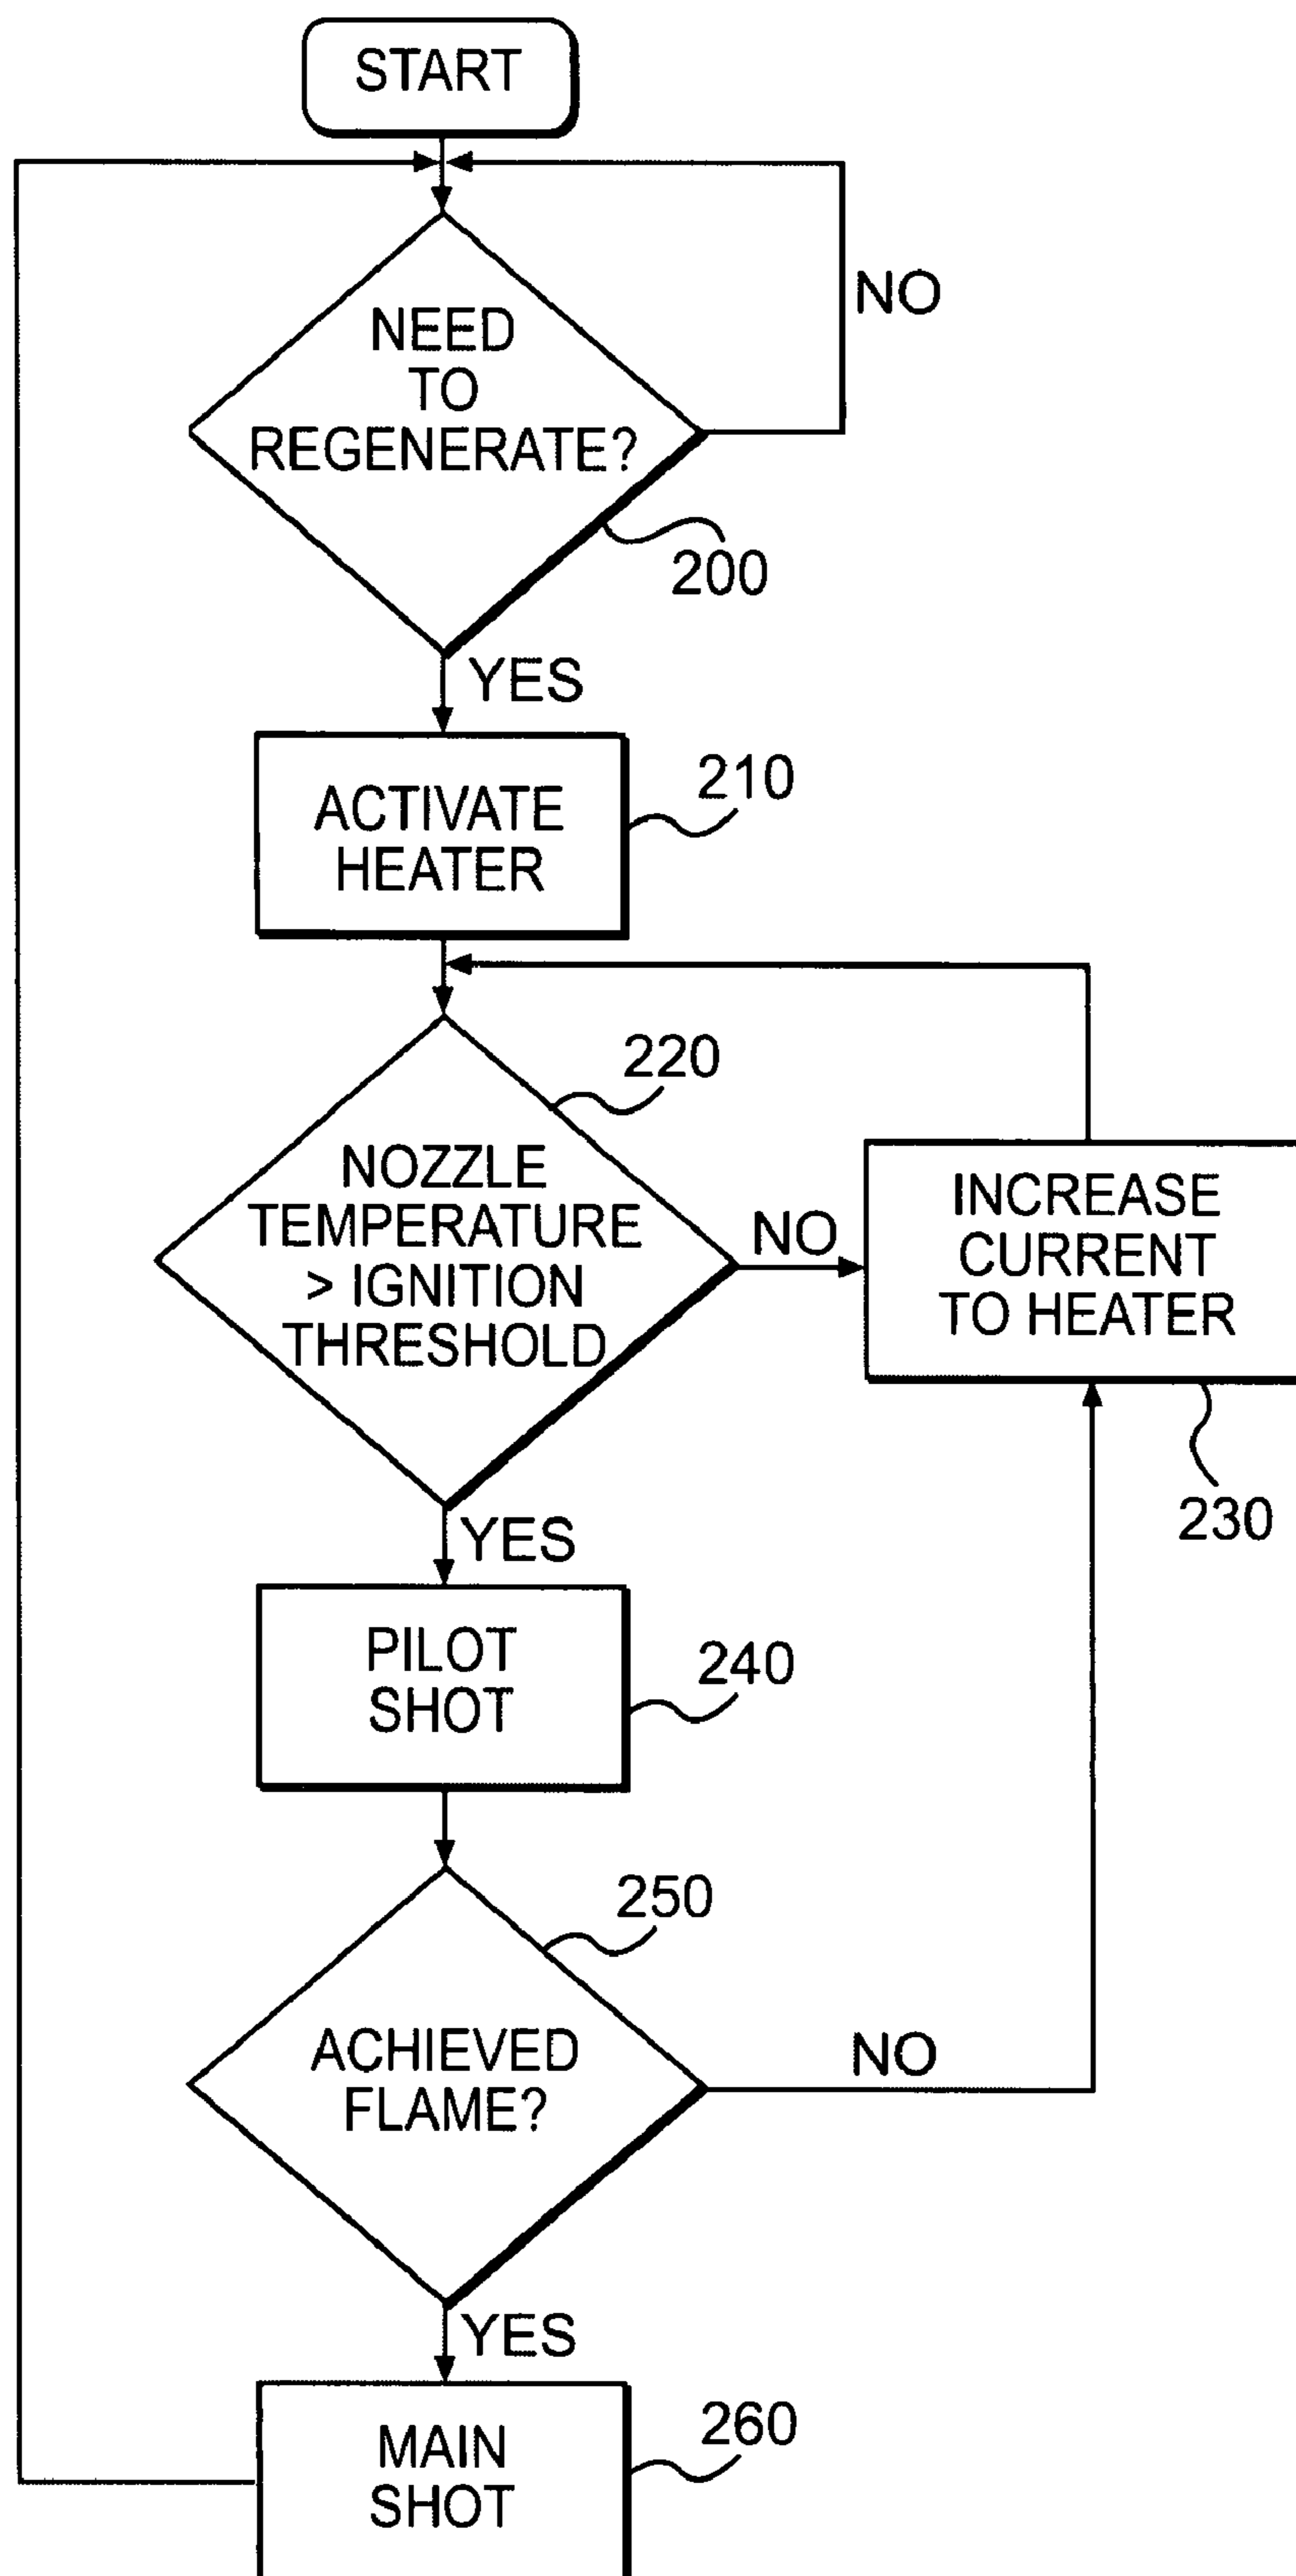 START
NO
NEED
TO
REGENERATE?
200
YES
210
ACTIVATE
HEATER
220
NOZZLE
TEMPERATURE
> IGNITION
THRESHOLD
NO
INCREASE
CURRENT
TO HEATER
230
YES
PILOT
SHOT
240
250
ACHIEVED
FLAME?
NO
YES
MAIN
SHOT
260